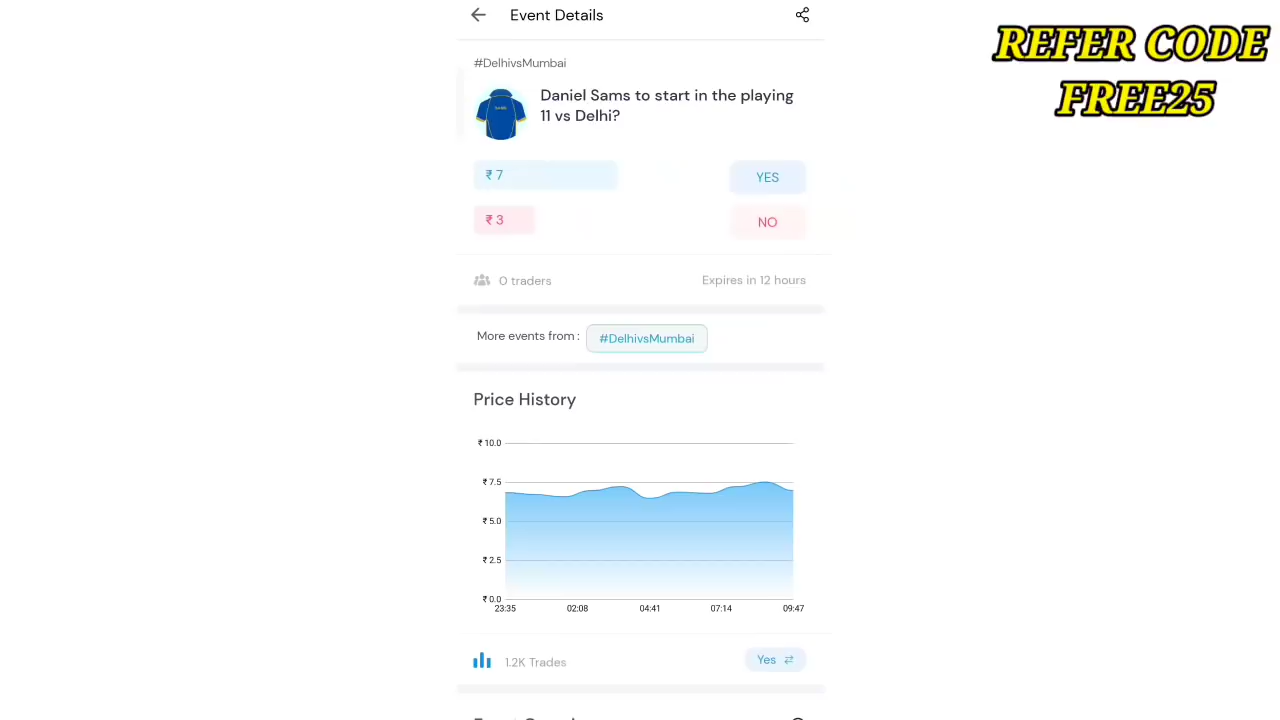 Event Details
REFER CODE
FREE25
#DelhivsMumbai
Daniel Sams to start in the playing
11 vs Delhi?
₹ 7
YES
₹ 3
NO
0 traders
Expires in 12 hours
More events from :
#DelhivsMumbai
Price History
₹ 10.0
₹ 7.5
₹ 5.0
₹ 2.5
₹ 0.0
23:35 02:08 04:41 07:14 09:47
1.2K Trades
Yes